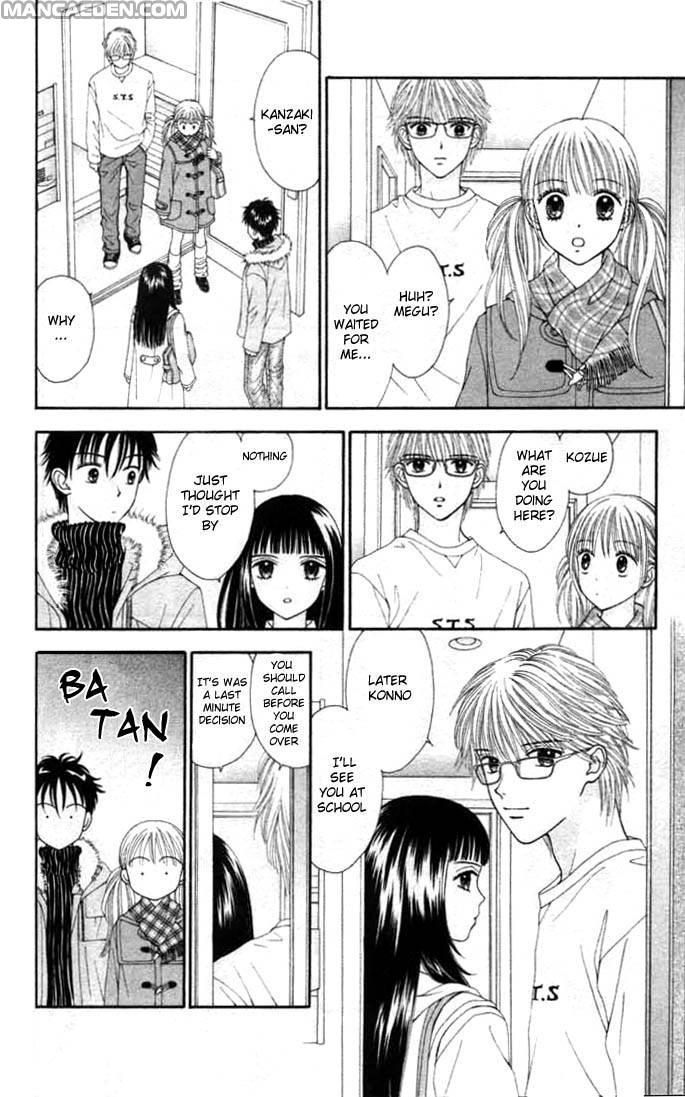 MANGAEDEN.COM
HUH?
MEGU?
YOU
WAITED
FOR
ME...
S.T.S
T.S
KANZAKI
-SAN?
WHY
...
KOZUE
WHAT
ARE
YOU
DOING
HERE?
S.T.S
NOTHING
JUST
THOUGHT
I'D STOP
BY
LATER
KONNO
I'LL
SEE
YOU AT
SCHOOL
T.S
YOU
SHOULD
CALL
BEFORE
YOU
COME
OVER
IT'S WAS
A LAST
MINUTE
DECISION
BA
TAN
!